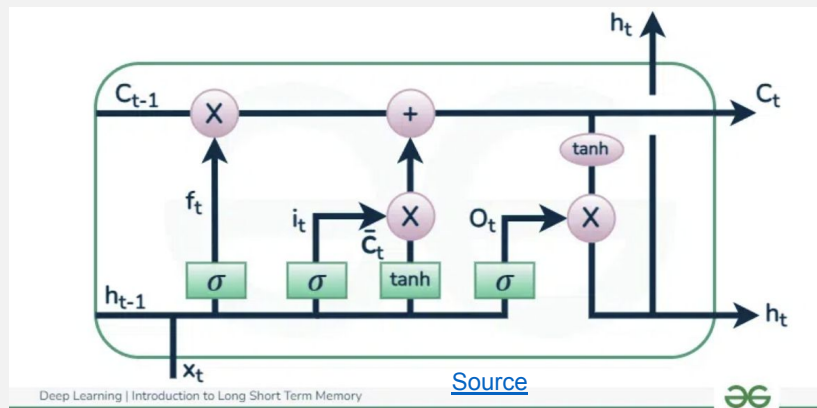 hₜ
Cₜ₋₁ X + Cₜ
tanh
fₜ iₜ X Oₜ X
C̄ₜ
σ σ tanh σ
hₜ₋₁ hₜ
xₜ
Source
Deep Learning | Introduction to Long Short Term Memory